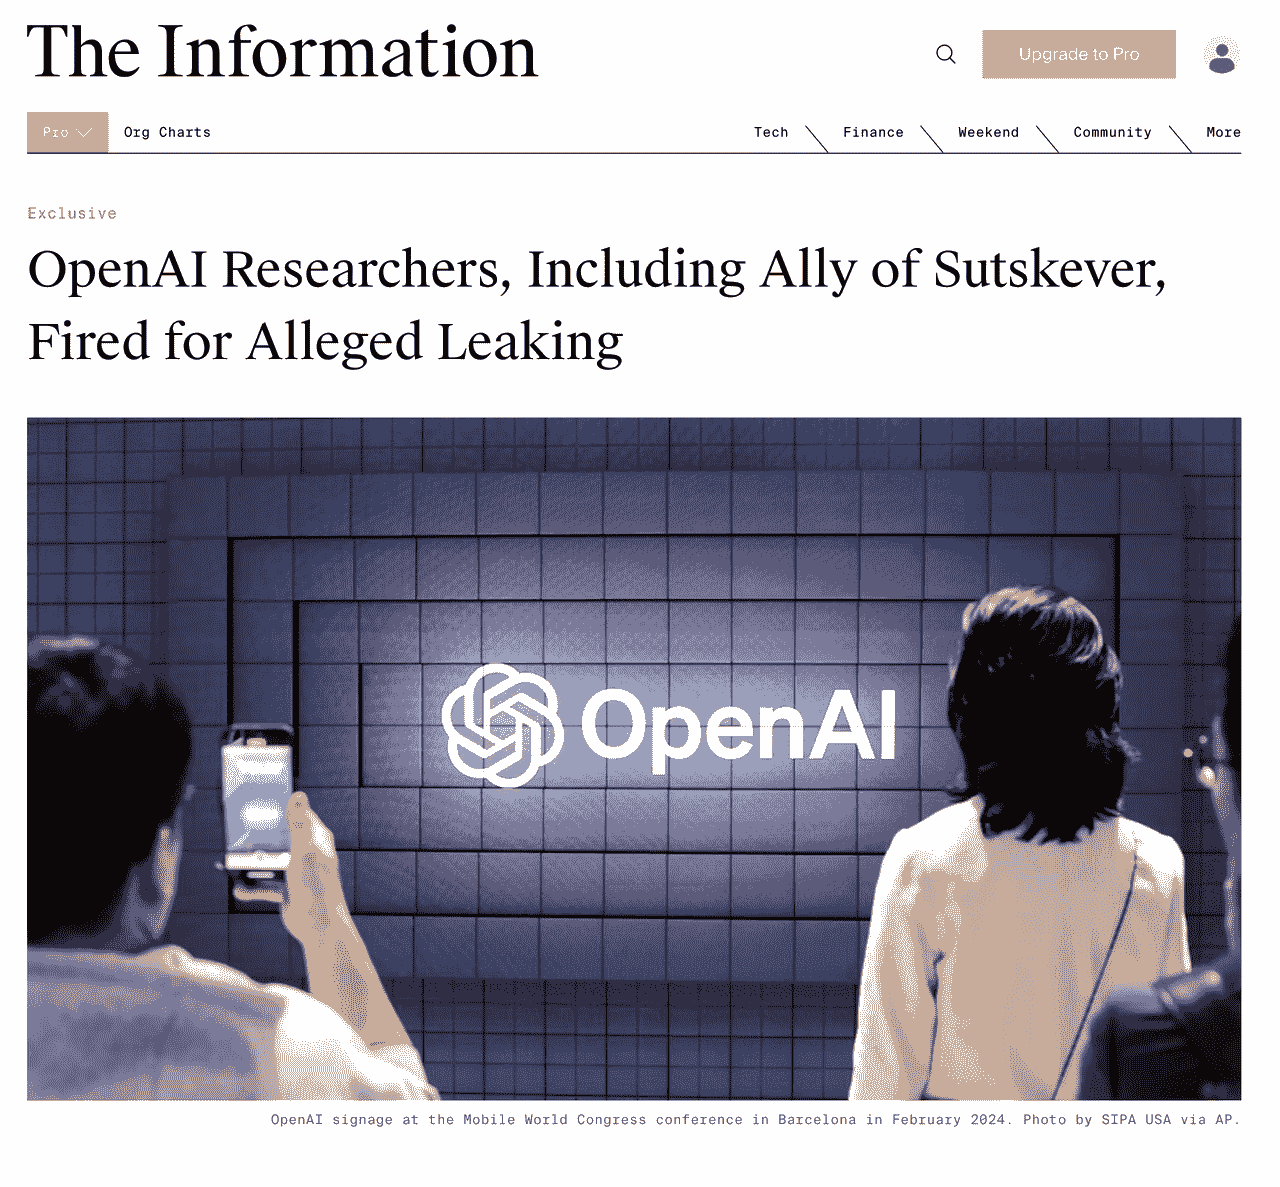 The Information
Upgrade to Pro
Pro
Org Charts
Tech
Finance
Weekend
Community
More
Exclusive
OpenAI Researchers, Including Ally of Sutskever,
Fired for Alleged Leaking
OpenAI
OpenAI signage at the Mobile World Congress conference in Barcelona in February 2024. Photo by SIPA USA via AP.